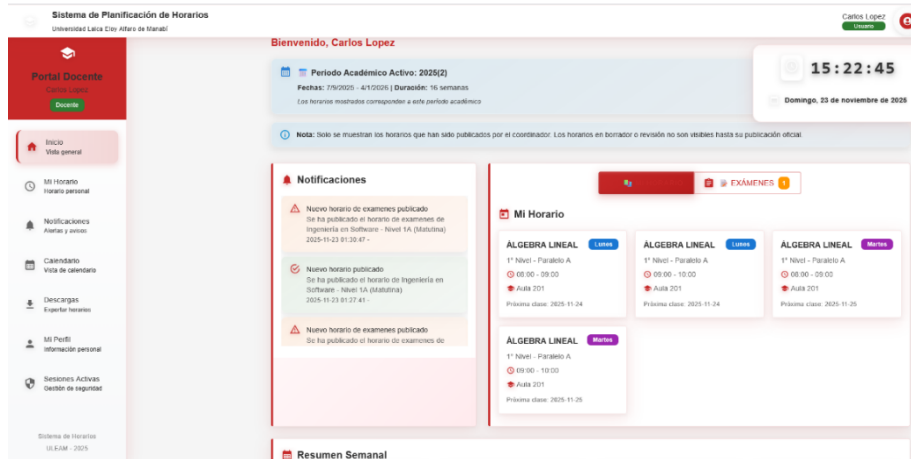 Sistema de Planificación de Horarios
Universidad Laica Eloy Alfaro de Manabí
Carlos Lopez
Usuario
Portal Docente
Carlos Lopez
Docente
Inicio
Vista general
Mi Horario
Horario personal
Notificaciones
Alertas y avisos
Calendario
Vista de calendario
Descargas
Exportar horarios
Mi Perfil
Información personal
Sesiones Activas
Gestión de seguridad
Sistema de Horarios
ULEAM - 2025
Bienvenido, Carlos Lopez
Periodo Académico Activo: 2025(2)
Fechas: 7/9/2025 - 4/1/2026 | Duración: 16 semanas
Los horarios mostrados corresponden a este período académico
15:22:45
Domingo, 23 de noviembre de 2025
Nota: Solo se muestran los horarios que han sido publicados por el coordinador. Los horarios en borrador o revisión no son visibles hasta su publicación oficial.
Notificaciones
Nuevo horario de examenes publicado
Se ha publicado el horario de examenes de
Ingeniería en Software - Nivel 1A (Matutina)
2025-11-23 01:30:47 -
Nuevo horario publicado
Se ha publicado el horario de Ingeniería en
Software - Nivel 1A (Matutina)
2025-11-23 01:27:41 -
Nuevo horario de examenes publicado
Se ha publicado el horario de examenes de
EXÁMENES 1
Mi Horario
ÁLGEBRA LINEAL Lunes
1° Nivel - Paralelo A
08:00 - 09:00
Aula 201
Próxima clase: 2025-11-24
ÁLGEBRA LINEAL Lunes
1° Nivel - Paralelo A
09:00 - 10:00
Aula 201
Próxima clase: 2025-11-24
ÁLGEBRA LINEAL Martes
1° Nivel - Paralelo A
08:00 - 09:00
Aula 201
Próxima clase: 2025-11-25
ÁLGEBRA LINEAL Martes
1° Nivel - Paralelo A
09:00 - 10:00
Aula 201
Próxima clase: 2025-11-25
Resumen Semanal